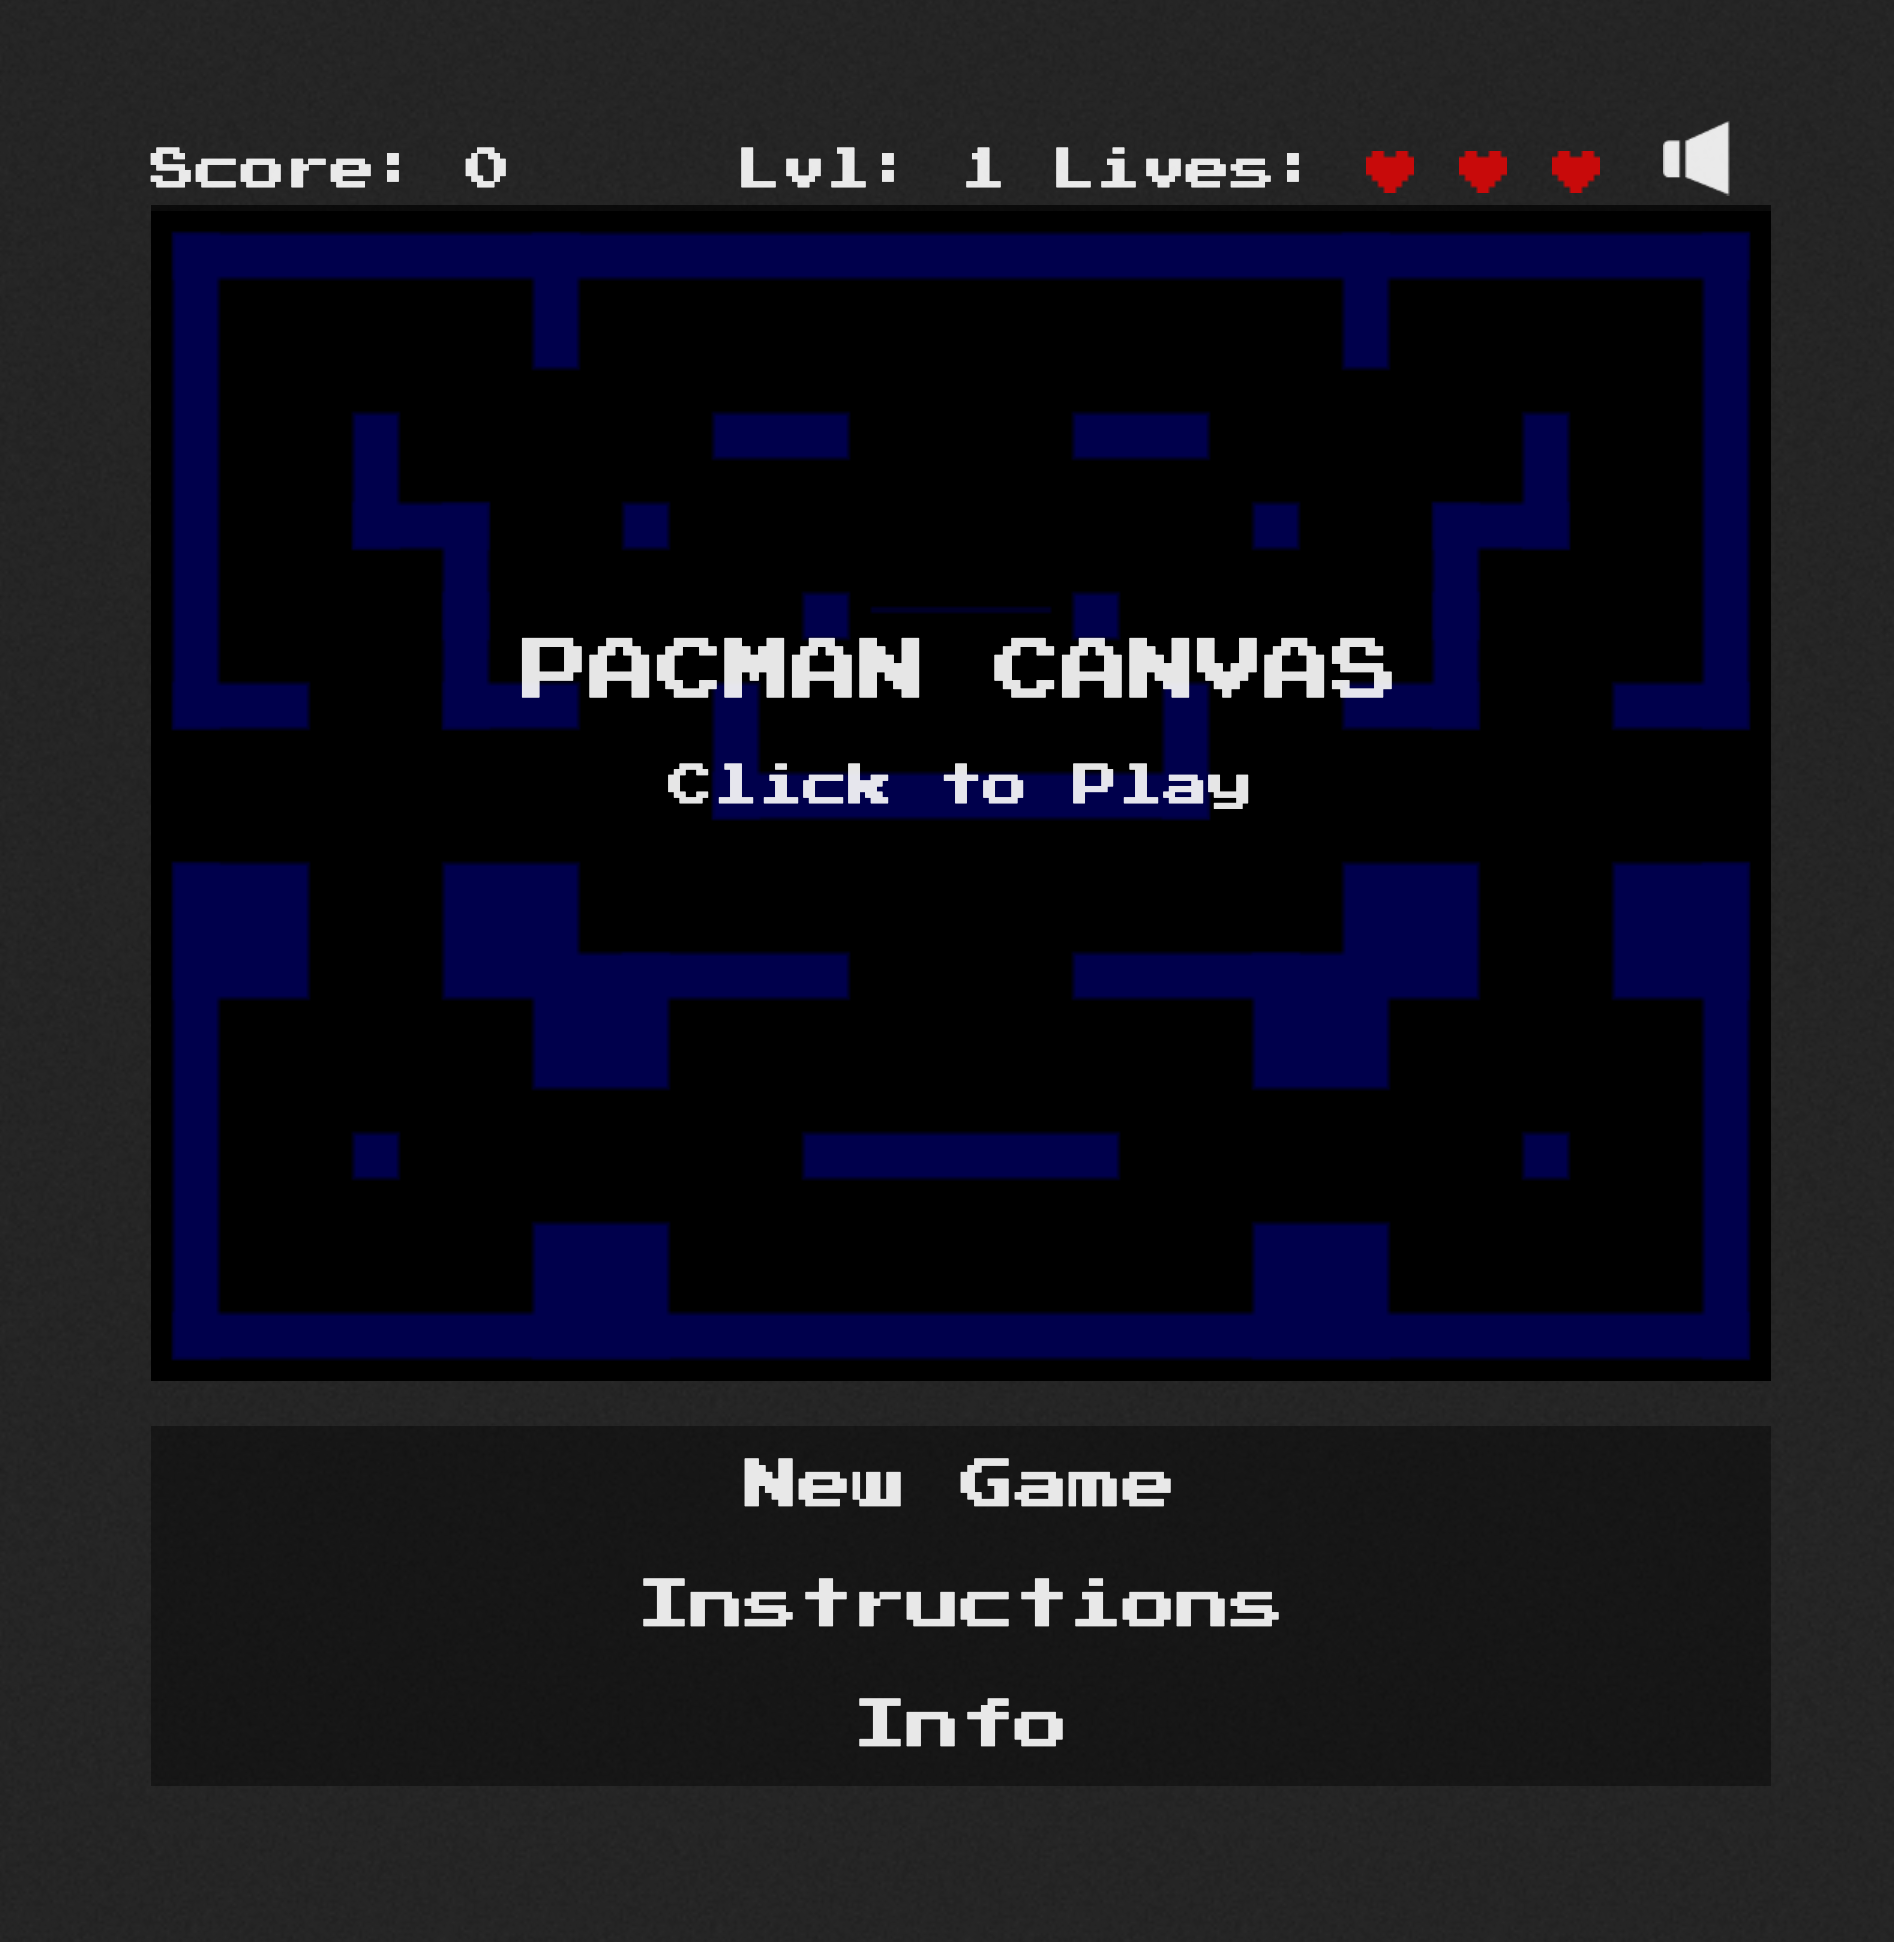 Score: 0 Lvl: 1 Lives:
PACMAN CANVAS
Click to Play
New Game
Instructions
Info